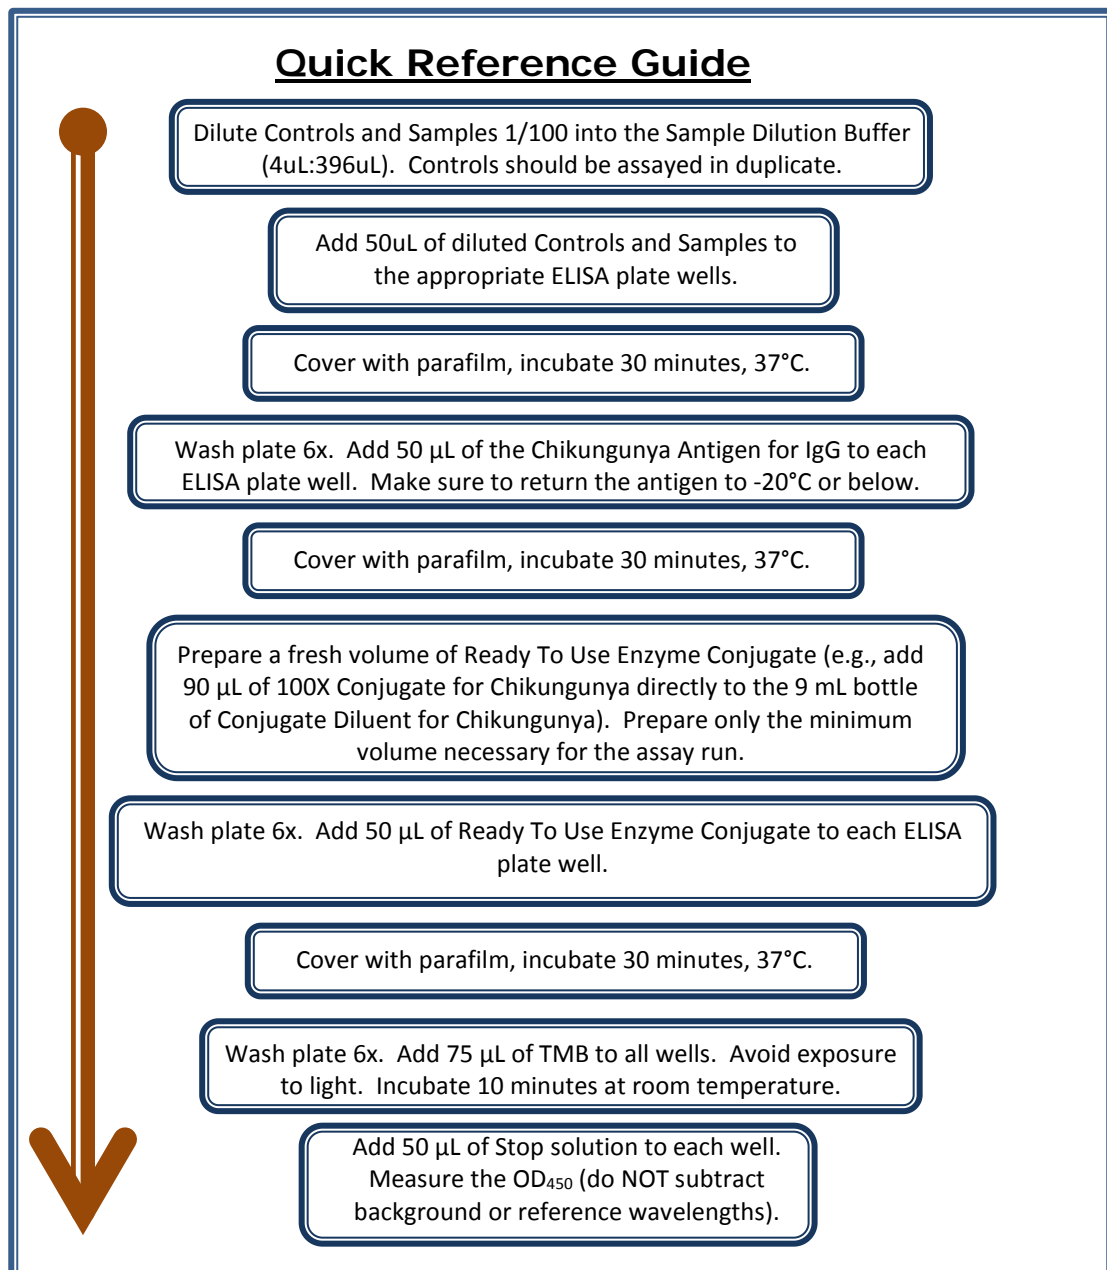 Quick Reference Guide
Dilute Controls and Samples 1/100 into the Sample Dilution Buffer
(4uL:396uL).  Controls should be assayed in duplicate.
Add 50uL of diluted Controls and Samples to
the appropriate ELISA plate wells.
Cover with parafilm, incubate 30 minutes, 37°C.
Wash plate 6x.  Add 50 µL of the Chikungunya Antigen for IgG to each
ELISA plate well.  Make sure to return the antigen to -20°C or below.
Cover with parafilm, incubate 30 minutes, 37°C.
Prepare a fresh volume of Ready To Use Enzyme Conjugate (e.g., add
90 µL of 100X Conjugate for Chikungunya directly to the 9 mL bottle
of Conjugate Diluent for Chikungunya).  Prepare only the minimum
volume necessary for the assay run.
Wash plate 6x.  Add 50 µL of Ready To Use Enzyme Conjugate to each ELISA
plate well.
Cover with parafilm, incubate 30 minutes, 37°C.
Wash plate 6x.  Add 75 µL of TMB to all wells.  Avoid exposure
to light.  Incubate 10 minutes at room temperature.
Add 50 µL of Stop solution to each well.
Measure the OD₄₅₀ (do NOT subtract
background or reference wavelengths).